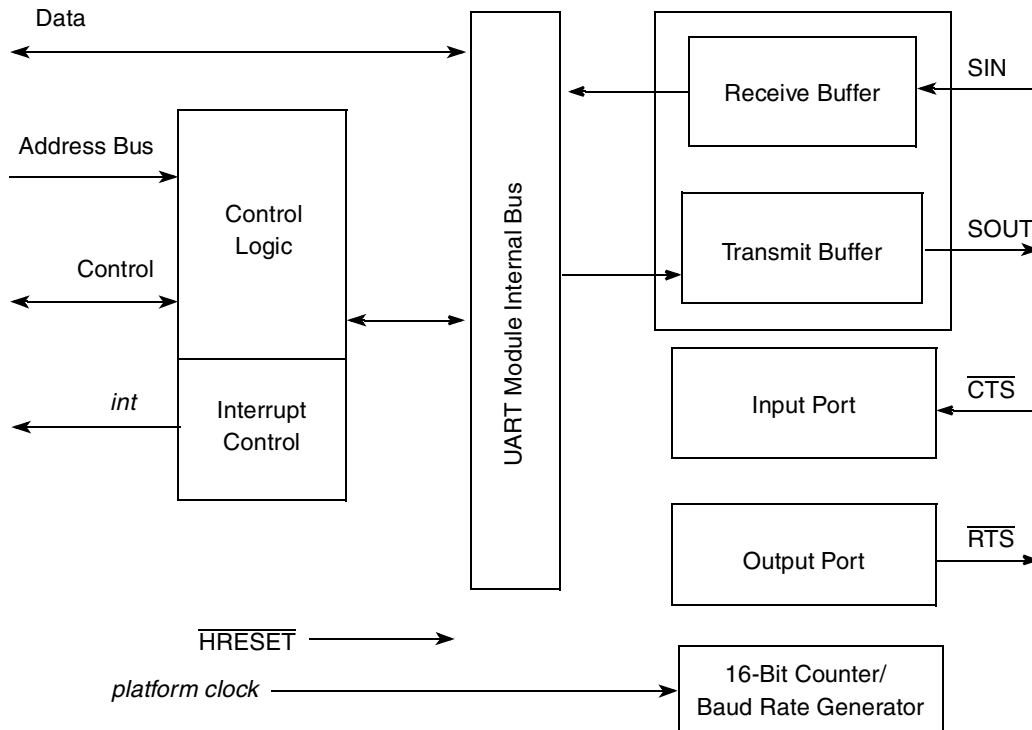 Data
Address Bus
Control
int
Control
Logic
Interrupt
Control
UART Module Internal Bus
Receive Buffer
SIN
Transmit Buffer
SOUT
Input Port
CTS
Output Port
RTS
HRESET
platform clock
16-Bit Counter/
Baud Rate Generator